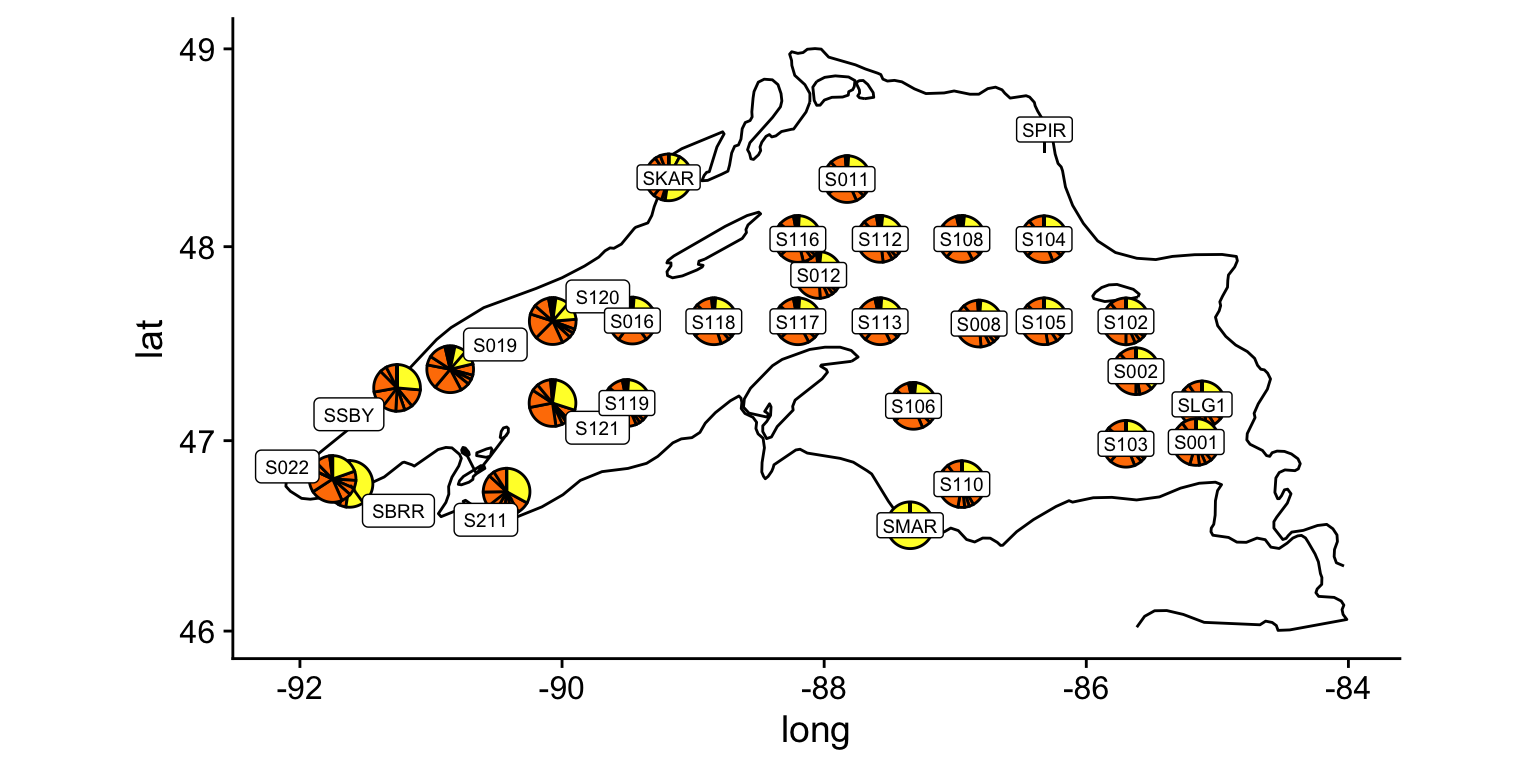 49
SPIR
SKAR
S011
S116
S112
S108
S104
48
S012
S120
S016
S118
S117
S113
S008
S105
S102
S019
S002
SSBY
S119
S106
SLG1
S121
47
S103
S001
S022
S110
SBRR
S211
SMAR
46
lat
-92
-90
-88
-86
-84
long